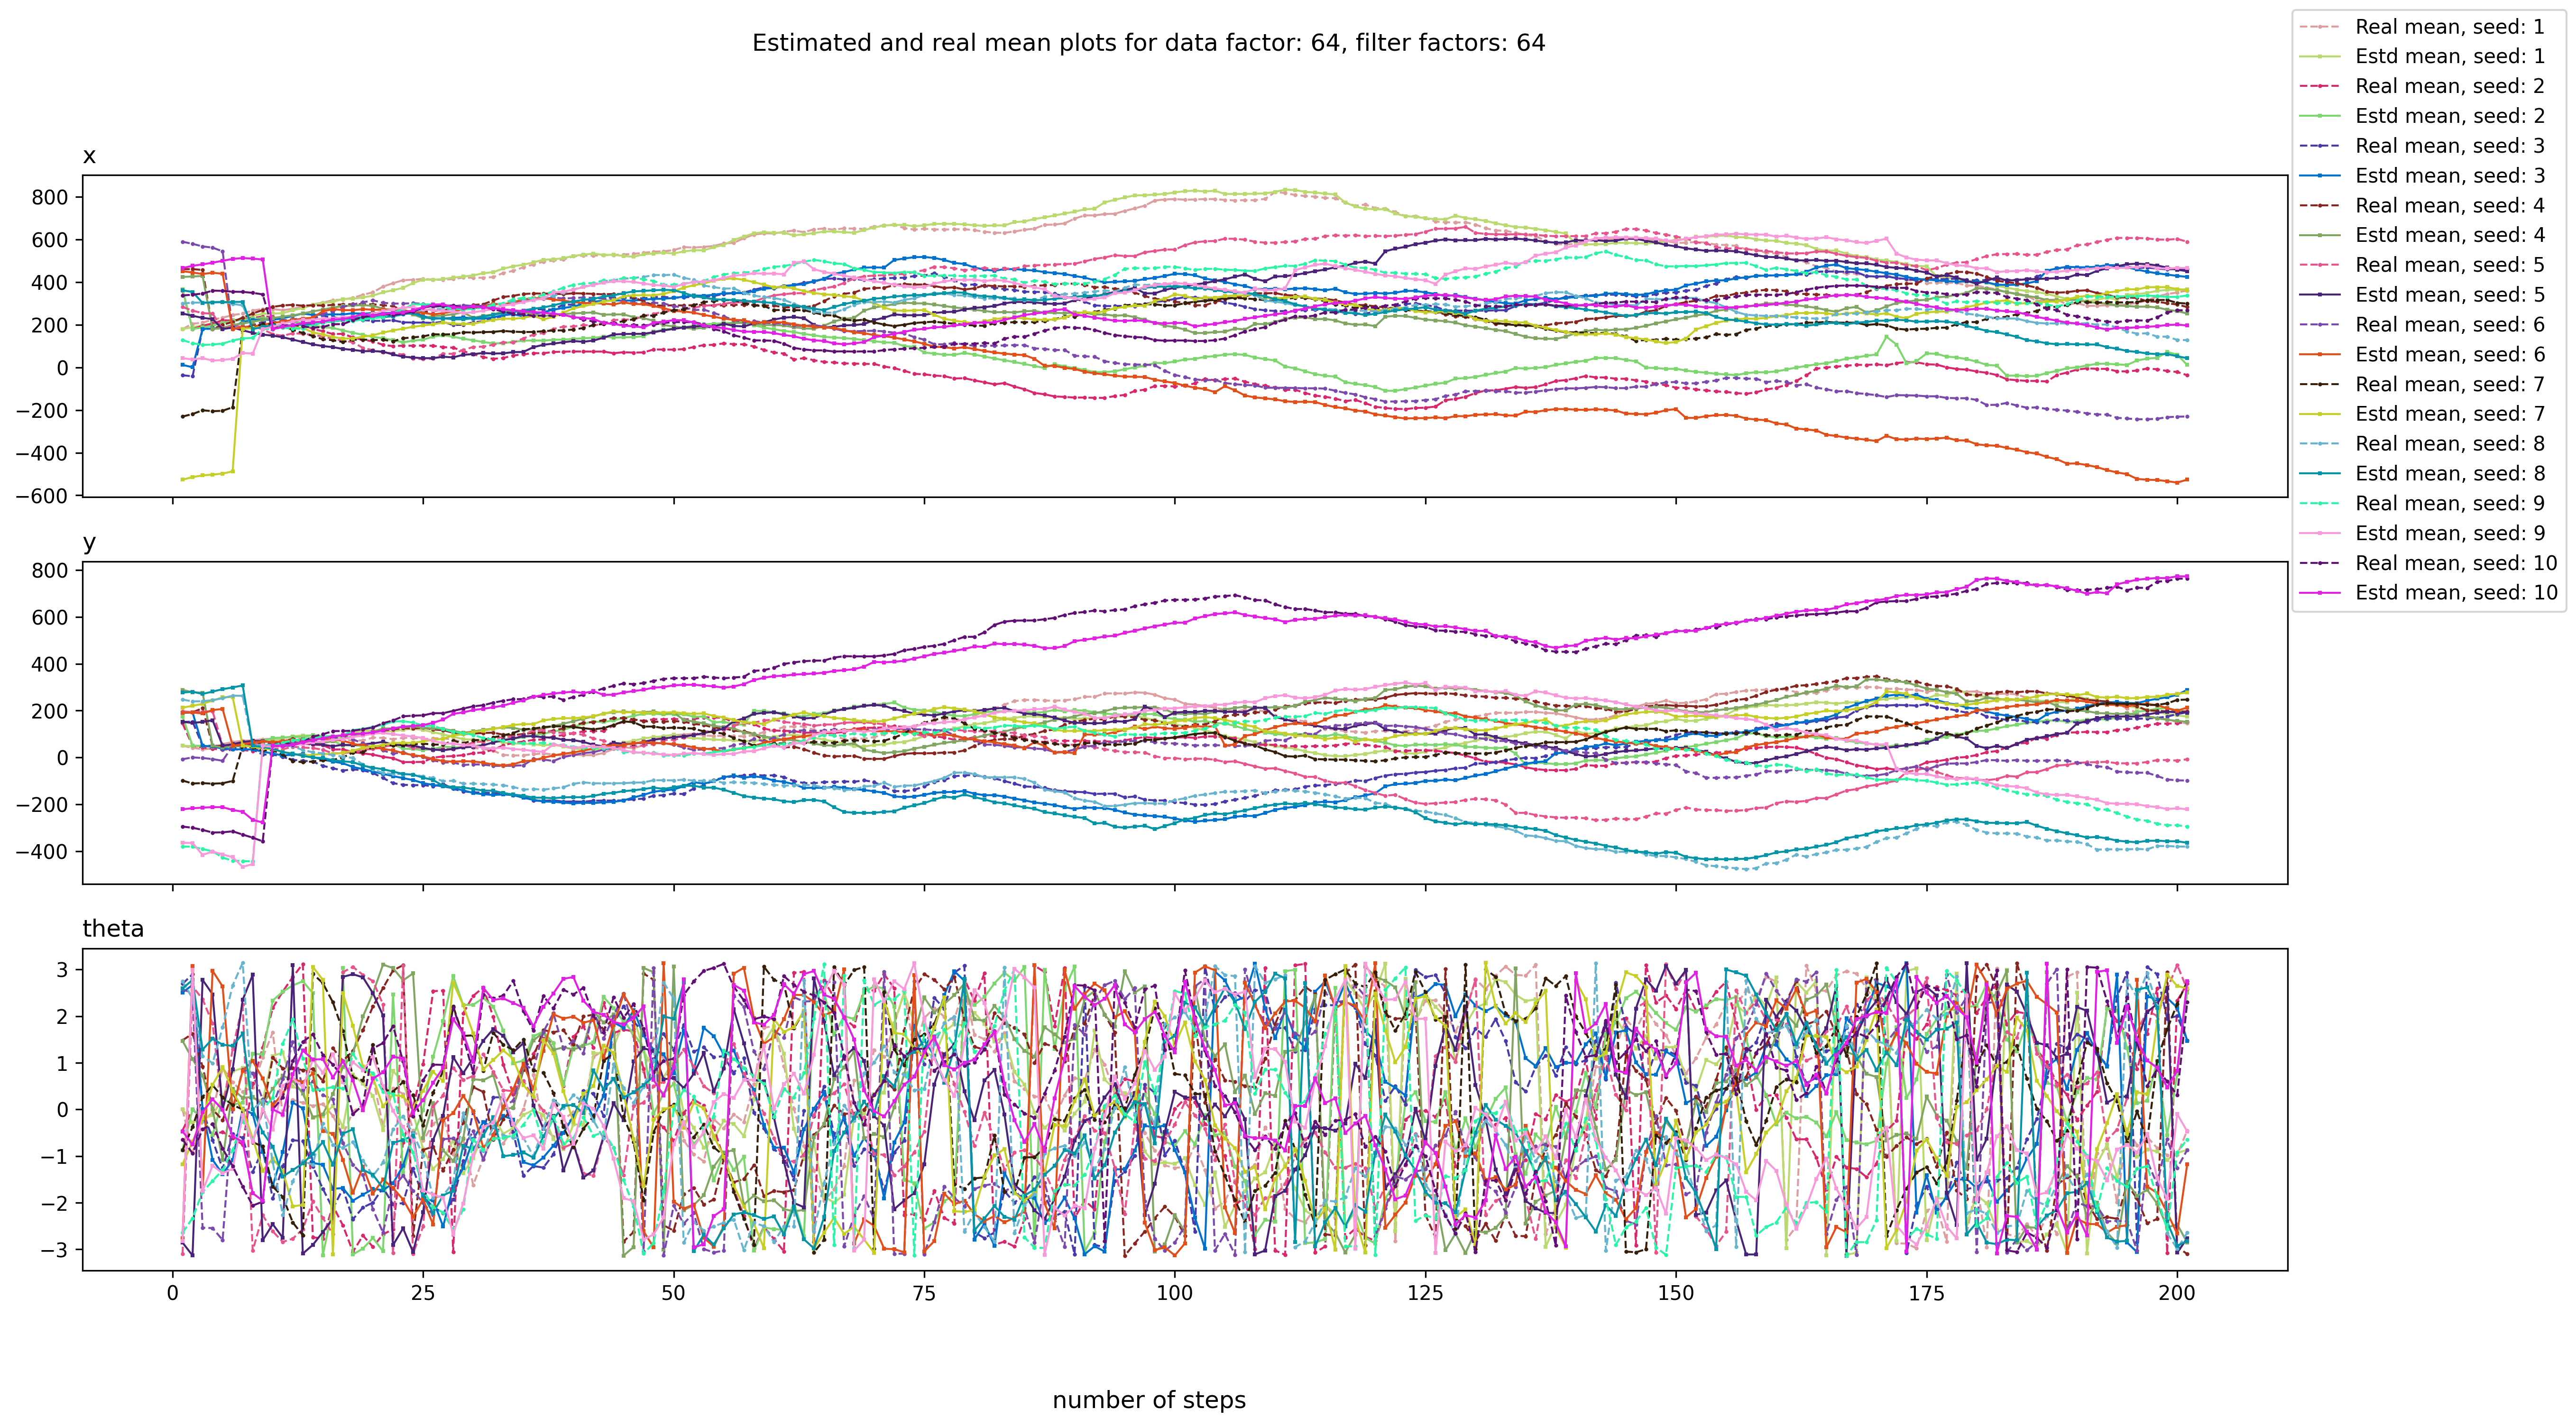 Estimated and real mean plots for data factor: 64, filter factors: 64
Real mean, seed: 1
Estd mean, seed: 1
Real mean, seed: 2
Estd mean, seed: 2
Real mean, seed: 3
Estd mean, seed: 3
Real mean, seed: 4
Estd mean, seed: 4
Real mean, seed: 5
Estd mean, seed: 5
Real mean, seed: 6
Estd mean, seed: 6
Real mean, seed: 7
Estd mean, seed: 7
Real mean, seed: 8
Estd mean, seed: 8
Real mean, seed: 9
Estd mean, seed: 9
Real mean, seed: 10
Estd mean, seed: 10
x
800
600
400
200
0
−200
−400
−600
y
800
600
400
200
0
−200
−400
theta
3
2
1
0
−1
−2
−3
0 25 50 75 100 125 150 175 200
number of steps